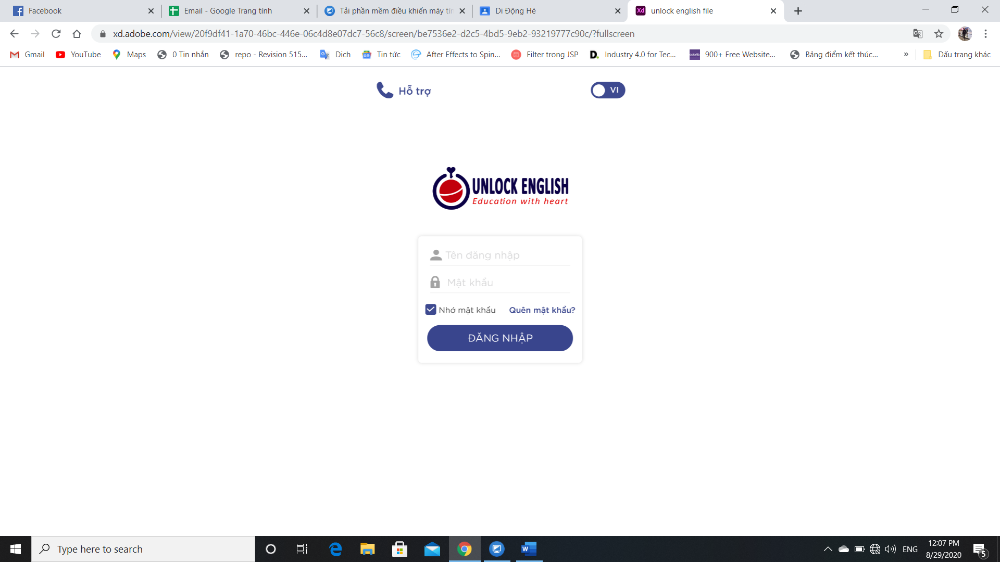 Facebook
Email - Google Trang tính
Tải phần mềm điều khiển máy tín
Di Động Hè
Xd unlock english file
xd.adobe.com/view/20f9df41-1a70-46bc-446e-06c4d8e07dc7-56c8/screen/be7536e2-d2c5-4bd5-9eb2-93219777c90c/?fullscreen
Gmail
YouTube
Maps
0 Tin nhắn
repo - Revision 515...
Dịch
Tin tức
After Effects to Spin...
Filter trong JSP
D. Industry 4.0 for Tec...
colorlib 900+ Free Website...
Bảng điểm kết thúc...
»
Dấu trang khác
Hỗ trợ
VI
UNLOCK ENGLISH
Education with heart
Tên đăng nhập
Mật khẩu
Nhớ mật khẩu
Quên mật khẩu?
ĐĂNG NHẬP
Type here to search
ENG
12:07 PM
8/29/2020
5